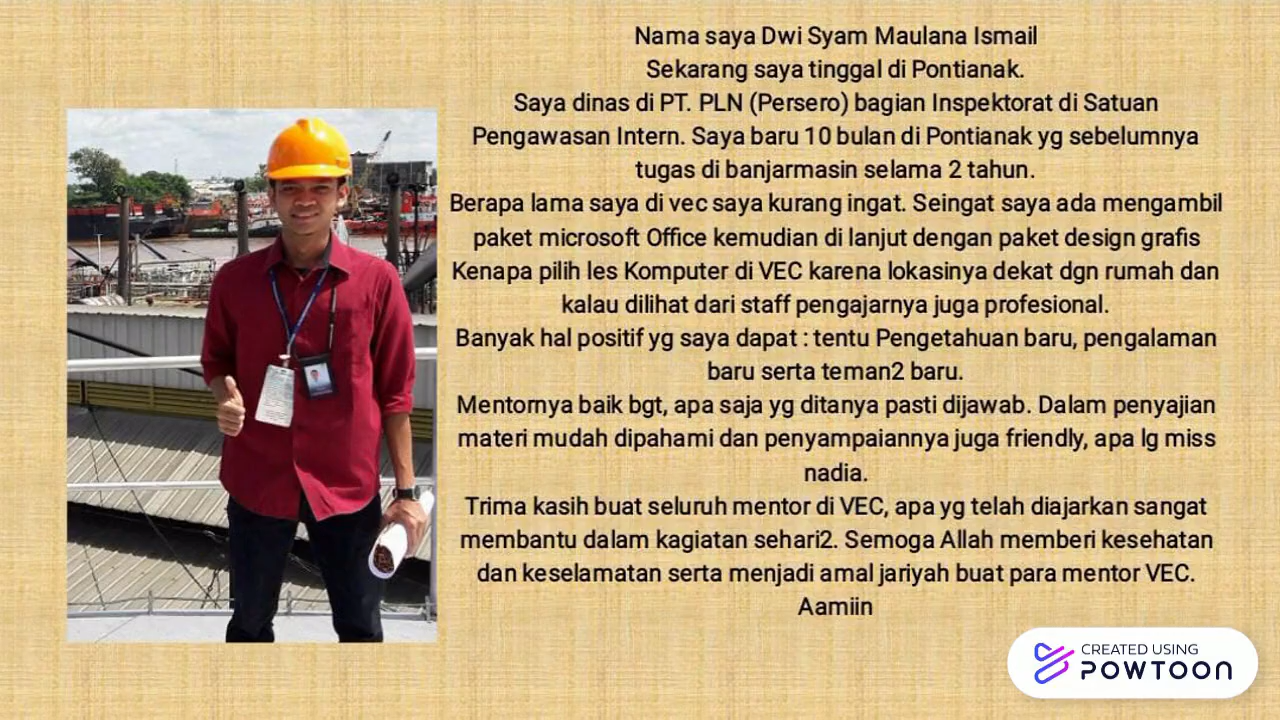 Nama saya Dwi Syam Maulana Ismail
Sekarang saya tinggal di Pontianak.
Saya dinas di PT. PLN (Persero) bagian Inspektorat di Satuan
Pengawasan Intern. Saya baru 10 bulan di Pontianak yg sebelumnya
tugas di banjarmasin selama 2 tahun.
Berapa lama saya di vec saya kurang ingat. Seingat saya ada mengambil
paket microsoft Office kemudian di lanjut dengan paket design grafis
Kenapa pilih les Komputer di VEC karena lokasinya dekat dgn rumah dan
kalau dilihat dari staff pengajarnya juga profesional.
Banyak hal positif yg saya dapat : tentu Pengetahuan baru, pengalaman
baru serta teman2 baru.
Mentornya baik bgt, apa saja yg ditanya pasti dijawab. Dalam penyajian
materi mudah dipahami dan penyampaiannya juga friendly, apa lg miss
nadia.
Trima kasih buat seluruh mentor di VEC, apa yg telah diajarkan sangat
membantu dalam kagiatan sehari2. Semoga Allah memberi kesehatan
dan keselamatan serta menjadi amal jariyah buat para mentor VEC.
Aamiin
CREATED USING
POWTOON